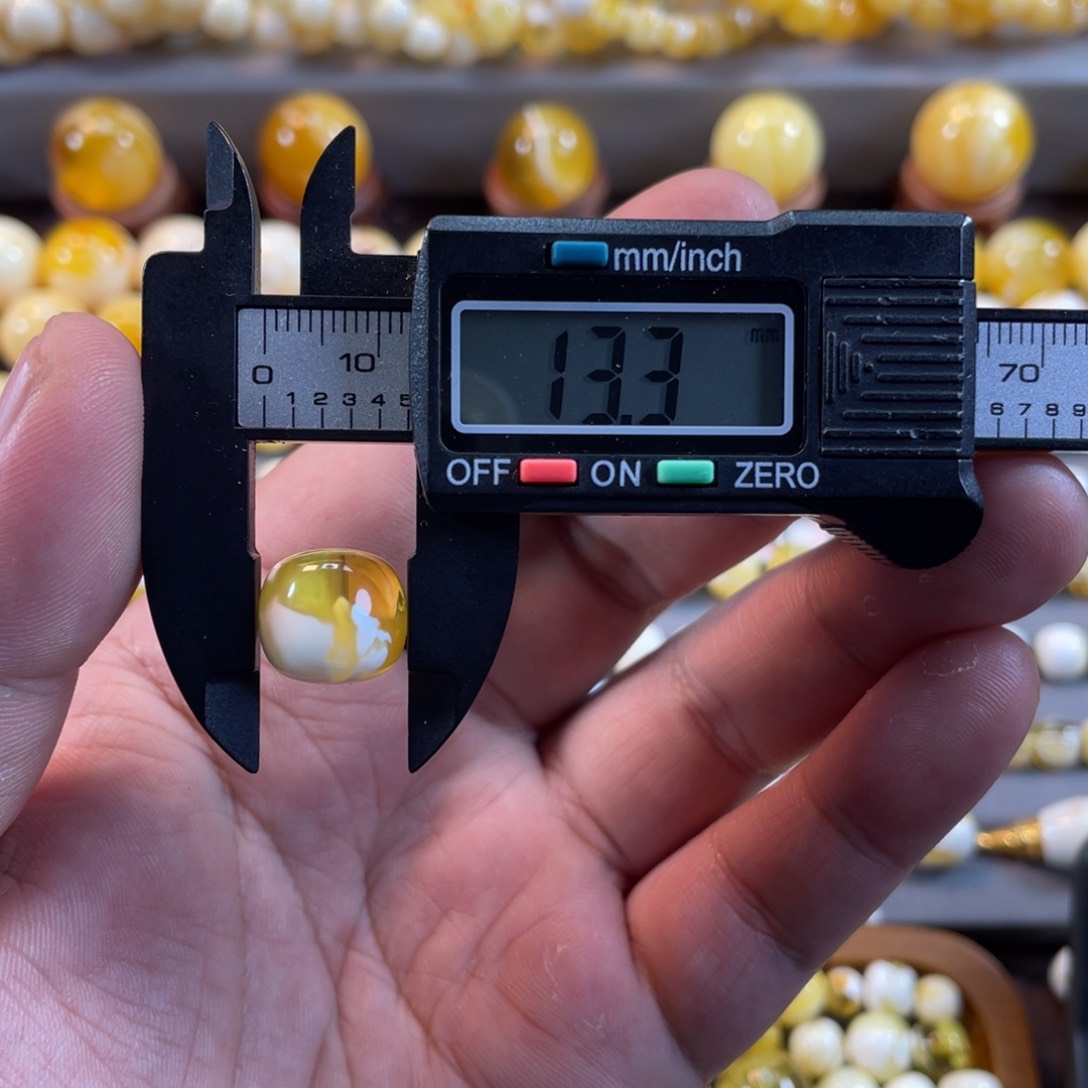 mm/inch
13.3 mm
0 10 70
1 2 3 4 5 6 7 8 9
OFF ON ZERO